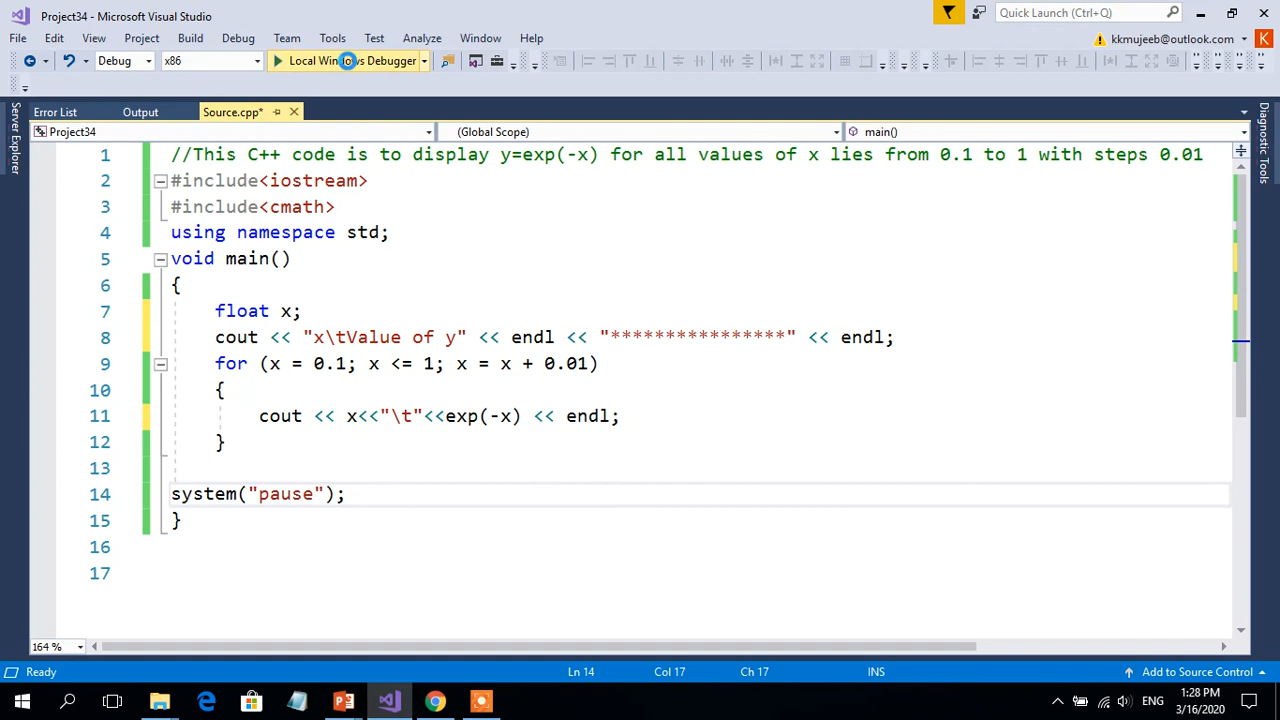 Project34 - Microsoft Visual Studio
Quick Launch (Ctrl+Q)
File Edit View Project Build Debug Team Tools Test Analyze Window Help
kkmujeeb@outlook.com K
Debug x86 Local Windows Debugger
Error List Output Source.cpp*
Project34 (Global Scope) main()
Server Explorer
Diagnostic Tools
1 //This C++ code is to display y=exp(-x) for all values of x lies from 0.1 to 1 with steps 0.01
2 #include<iostream>
3 #include<cmath>
4 using namespace std;
5 void main()
6 {
7 float x;
8 cout << "x\tValue of y" << endl << "****************" << endl;
9 for (x = 0.1; x <= 1; x = x + 0.01)
10 {
11 cout << x<<"\t"<<exp(-x) << endl;
12 }
13
14 system("pause");
15 }
16
17
164 %
Ready Ln 14 Col 17 Ch 17 INS Add to Source Control
ENG 1:28 PM
3/16/2020